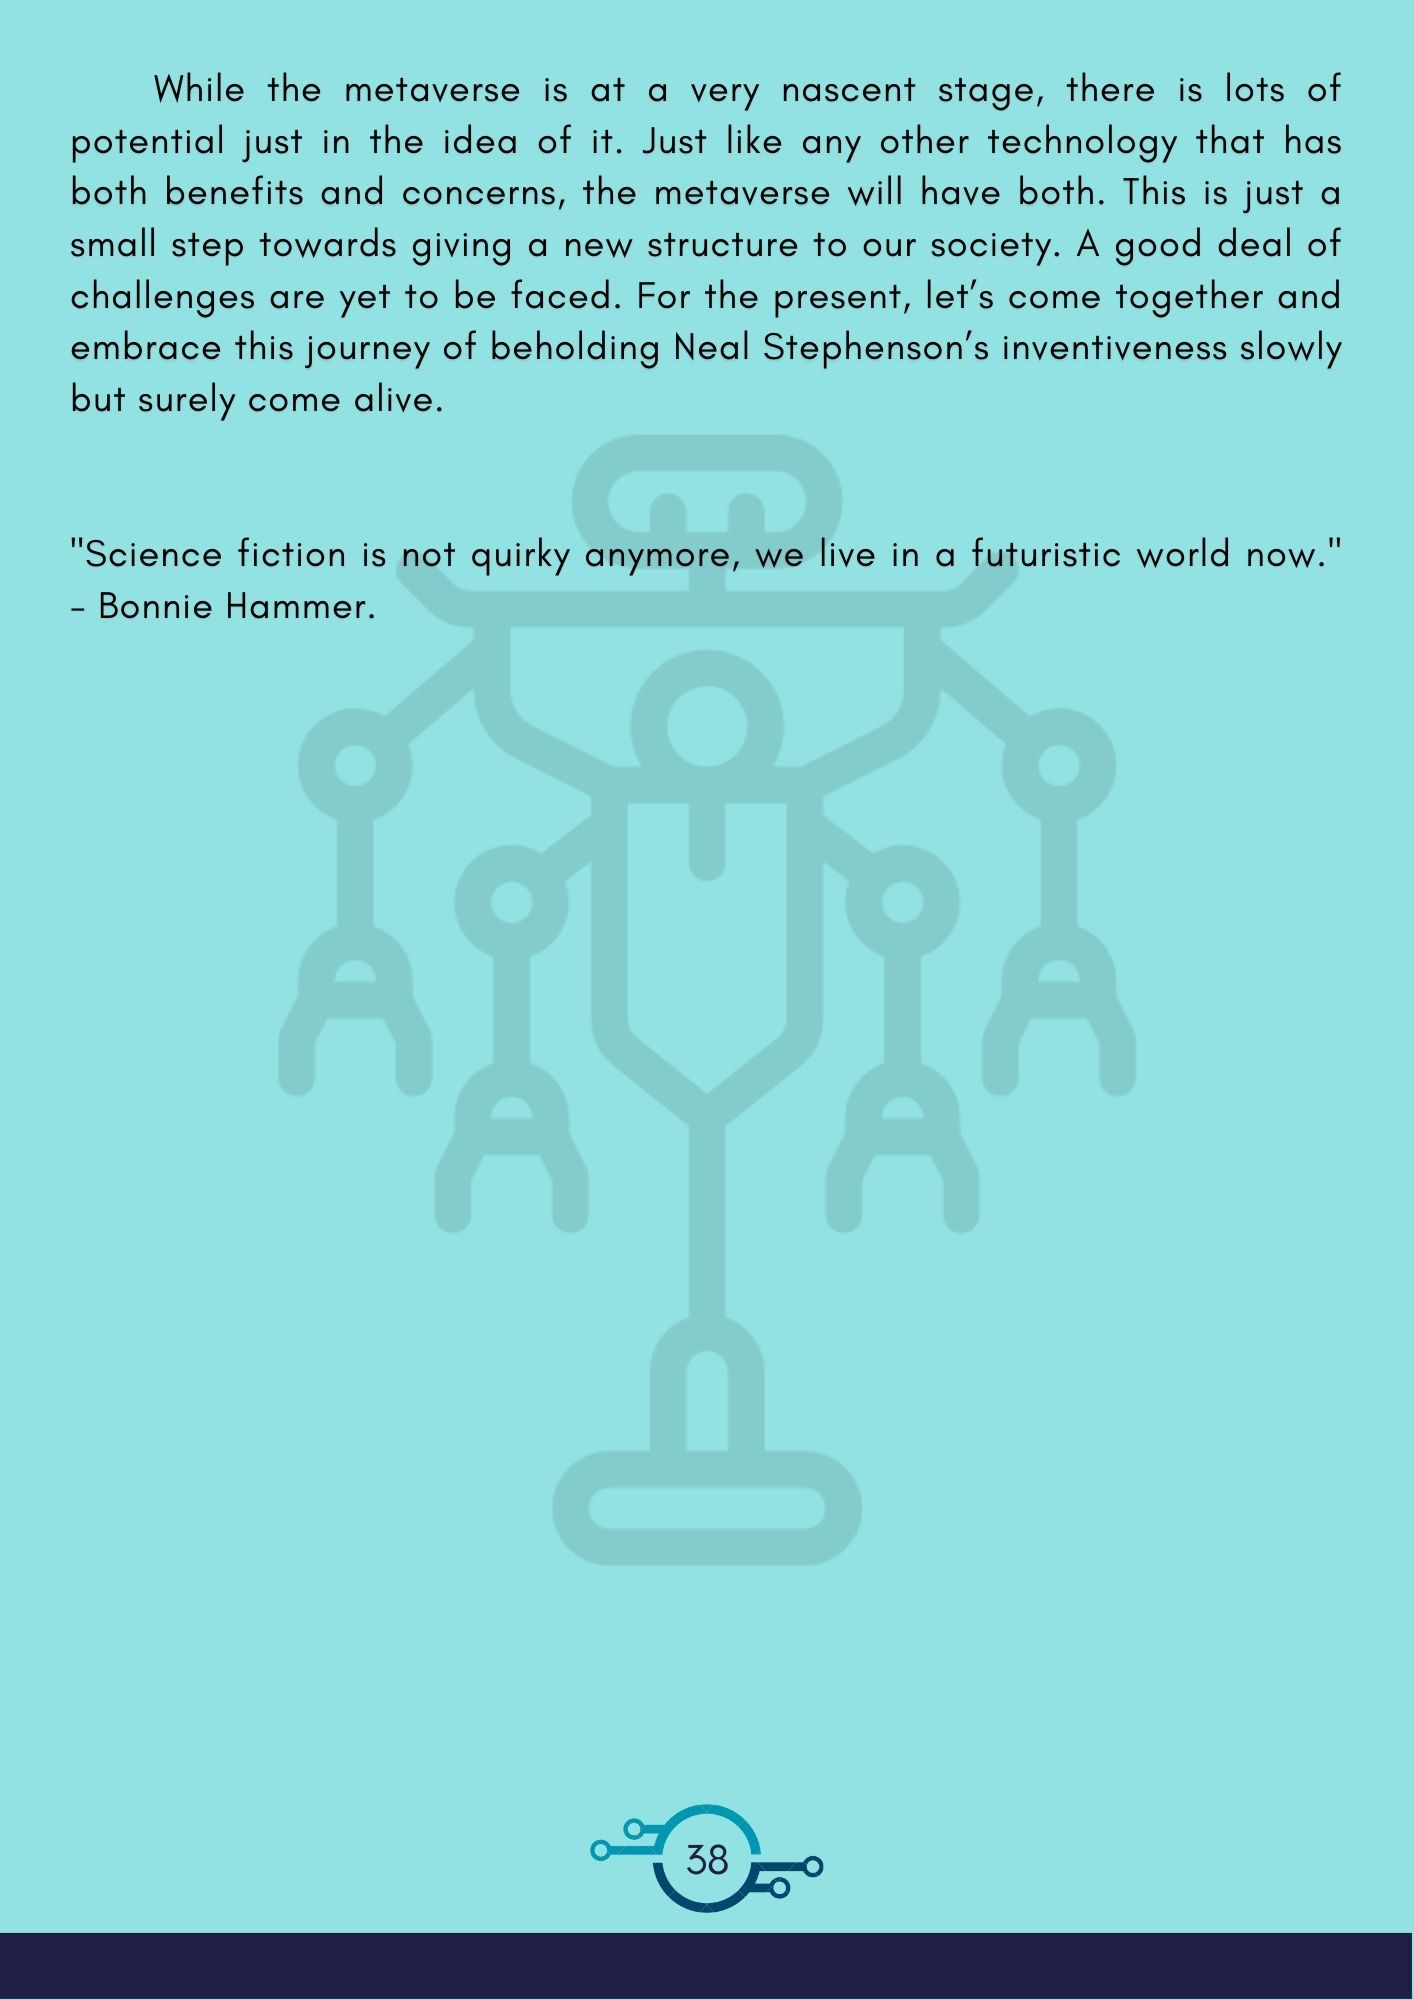 While the metaverse is at a very nascent stage, there is lots of
potential just in the idea of it. Just like any other technology that has
both benefits and concerns, the metaverse will have both. This is just a
small step towards giving a new structure to our society. A good deal of
challenges are yet to be faced. For the present, let’s come together and
embrace this journey of beholding Neal Stephenson’s inventiveness slowly
but surely come alive.
"Science fiction is not quirky anymore, we live in a futuristic world now."
- Bonnie Hammer.
38